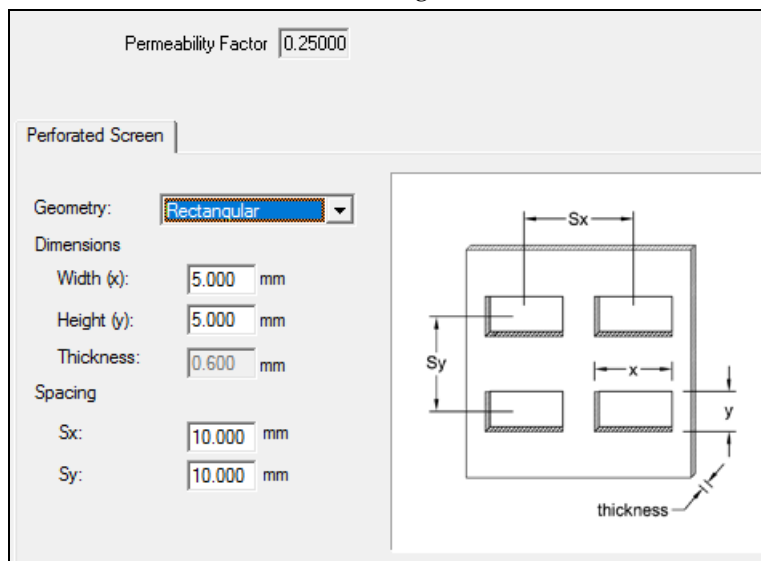 Permeability Factor 0.25000
Perforated Screen
Geometry: Rectangular
Dimensions
Width (x): 5.000 mm
Height (y): 5.000 mm
Thickness: 0.600 mm
Spacing
Sx: 10.000 mm
Sy: 10.000 mm
Sx
Sy
x
y
thickness